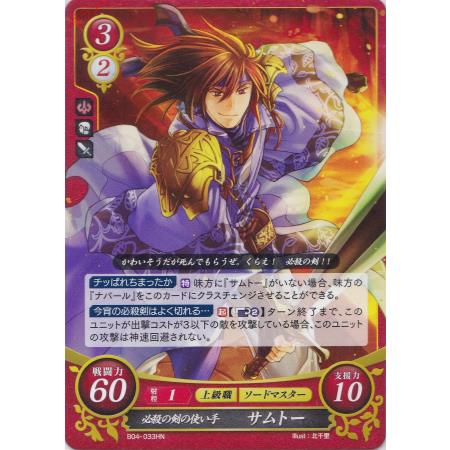 3
2
かわいそうだが死んでもらうぜ、くらえ! 必殺の剣!!
チッばれちまったか 特 味方に『サムトー』がいない場合、味方の
『ナバール』をこのカードにクラスチェンジさせることができる。
今宵の必殺剣はよく切れる… 起【2】ターン終了まで、この
ユニットが出撃コストが3以下の敵を攻撃している場合、このユニット
の攻撃は神速回避されない。
戦闘力
60
射程 1
上級職
ソードマスター
支援力
10
必殺の剣の使い手 サムトー
B04-033HN
Illust:北千里